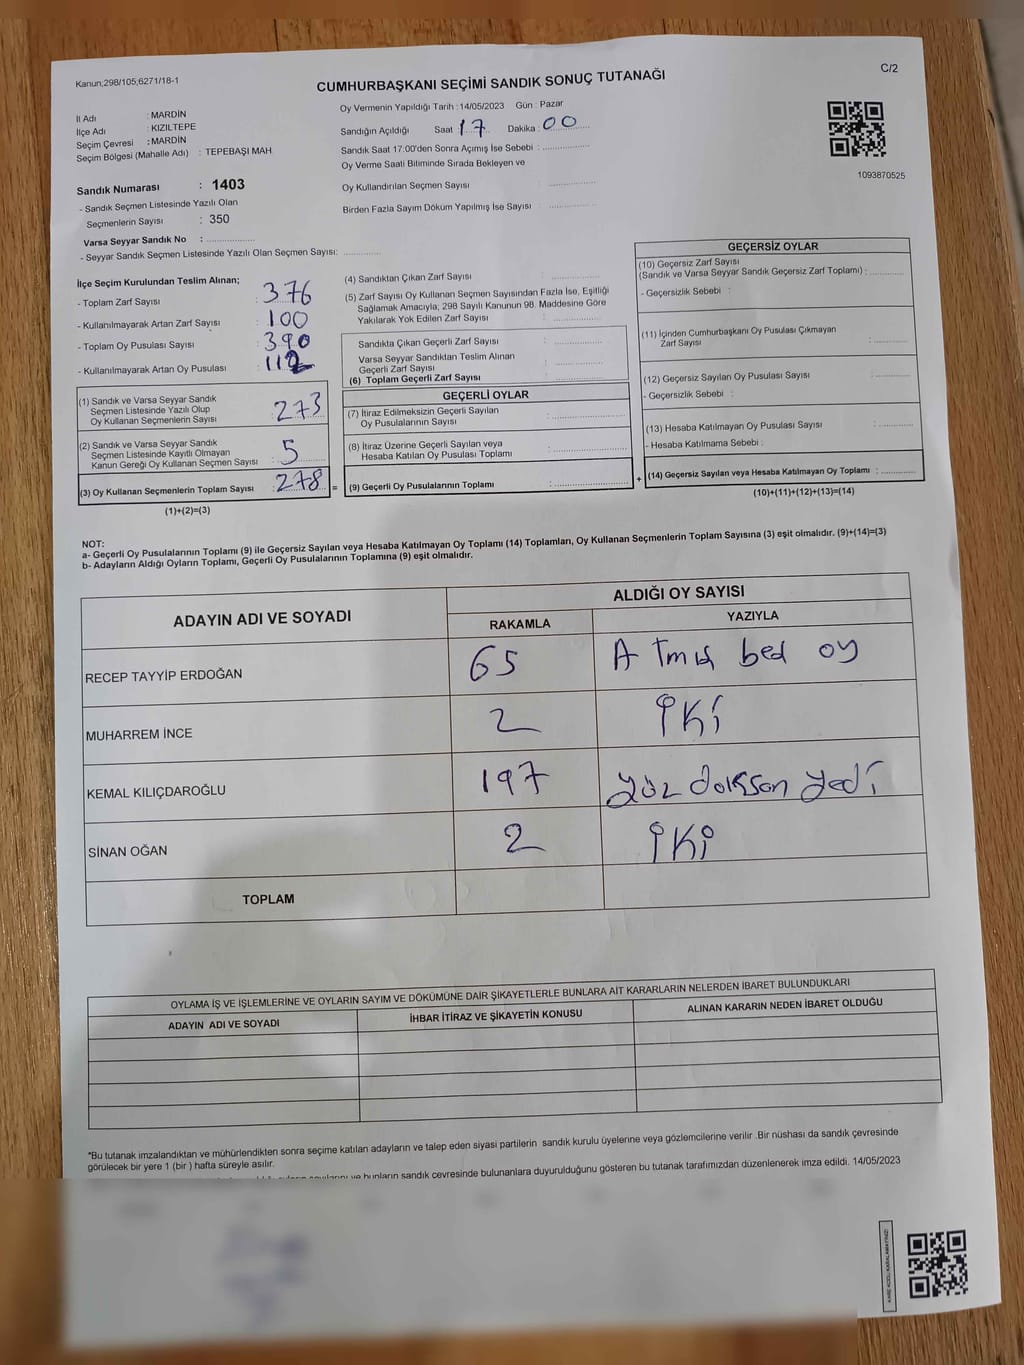 Kanun;298/105;6271/18-1
C/2
CUMHURBAŞKANI SEÇİMİ SANDIK SONUÇ TUTANAĞI
İl Adı : MARDİN
İlçe Adı : KIZILTEPE
Seçim Çevresi : MARDİN
Seçim Bölgesi (Mahalle Adı) : TEPEBAŞI MAH
Sandık Numarası : 1403
- Sandık Seçmen Listesinde Yazılı Olan
Seçmenlerin Sayısı : 350
Varsa Seyyar Sandık No :
- Seyyar Sandık Seçmen Listesinde Yazılı Olan Seçmen Sayısı:
Oy Vermenin Yapıldığı Tarih : 14/05/2023 Gün : Pazar
Sandığın Açıldığı Saat 17 Dakika : 00
Sandık Saat 17:00'den Sonra Açımış İse Sebebi :
Oy Verme Saati Bitiminde Sırada Bekleyen ve
Oy Kullandırılan Seçmen Sayısı :
Birden Fazla Sayım Döküm Yapılmış İse Sayısı :
1093870525
İlçe Seçim Kurulundan Teslim Alınan;
- Toplam Zarf Sayısı : 376
- Kullanılmayarak Artan Zarf Sayısı : 100
- Toplam Oy Pusulası Sayısı : 390
- Kullanılmayarak Artan Oy Pusulası : 112
(1) Sandık ve Varsa Seyyar Sandık
Seçmen Listesinde Yazılı Olup
Oy Kullanan Seçmenlerin Sayısı : 273
(2) Sandık ve Varsa Seyyar Sandık
Seçmen Listesinde Kayıtlı Olmayan
Kanun Gereği Oy Kullanan Seçmen Sayısı : 5
(3) Oy Kullanan Seçmenlerin Toplam Sayısı : 278 =
(1)+(2)=(3)
(4) Sandıktan Çıkan Zarf Sayısı :
(5) Zarf Sayısı Oy Kullanan Seçmen Sayısından Fazla İse, Eşitliği
Sağlamak Amacıyla; 298 Sayılı Kanunun 98. Maddesine Göre
Yakılarak Yok Edilen Zarf Sayısı :
Sandıkta Çıkan Geçerli Zarf Sayısı :
Varsa Seyyar Sandıktan Teslim Alınan
Geçerli Zarf Sayısı :
(6) Toplam Geçerli Zarf Sayısı :
GEÇERLİ OYLAR
(7) İtiraz Edilmeksizin Geçerli Sayılan
Oy Pusulalarının Sayısı :
(8) İtiraz Üzerine Geçerli Sayılan veya
Hesaba Katılan Oy Pusulası Toplamı :
(9) Geçerli Oy Pusulalarının Toplamı : +
GEÇERSİZ OYLAR
(10) Geçersiz Zarf Sayısı
(Sandık ve Varsa Seyyar Sandık Geçersiz Zarf Toplamı) :
- Geçersizlik Sebebi :
(11) İçinden Cumhurbaşkanı Oy Pusulası Çıkmayan
Zarf Sayısı :
(12) Geçersiz Sayılan Oy Pusulası Sayısı :
- Geçersizlik Sebebi :
(13) Hesaba Katılmayan Oy Pusulası Sayısı :
- Hesaba Katılmama Sebebi :
(14) Geçersiz Sayılan veya Hesaba Katılmayan Oy Toplamı :
(10)+(11)+(12)+(13)=(14)
NOT:
a- Geçerli Oy Pusulalarının Toplamı (9) ile Geçersiz Sayılan veya Hesaba Katılmayan Oy Toplamı (14) Toplamları, Oy Kullanan Seçmenlerin Toplam Sayısına (3) eşit olmalıdır. (9)+(14)=(3)
b- Adayların Aldığı Oyların Toplamı, Geçerli Oy Pusulalarının Toplamına (9) eşit olmalıdır.
ADAYIN ADI VE SOYADI
ALDIĞI OY SAYISI
RAKAMLA YAZIYLA
RECEP TAYYİP ERDOĞAN 65 Atmış beş oy
MUHARREM İNCE 2 iki
KEMAL KILIÇDAROĞLU 197 yüz doksan yedi
SİNAN OĞAN 2 iki
TOPLAM
OYLAMA İŞ VE İŞLEMLERİNE VE OYLARIN SAYIM VE DÖKÜMÜNE DAİR ŞİKAYETLERLE BUNLARA AİT KARARLARIN NELERDEN İBARET BULUNDUKLARI
ADAYIN ADI VE SOYADI İHBAR İTİRAZ VE ŞİKAYETİN KONUSU ALINAN KARARIN NEDEN İBARET OLDUĞU
*Bu tutanak imzalandıktan ve mühürlendikten sonra seçime katılan adayların ve talep eden siyasi partilerin sandık kurulu üyelerine veya gözlemcilerine verilir .Bir nüshası da sandık çevresinde
görülecek bir yere 1 (bir ) hafta süreyle asılır.
ve bunların sandık çevresinde bulunanlara duyurulduğunu gösteren bu tutanak tarafımızdan düzenlenerek imza edildi. 14/05/2023